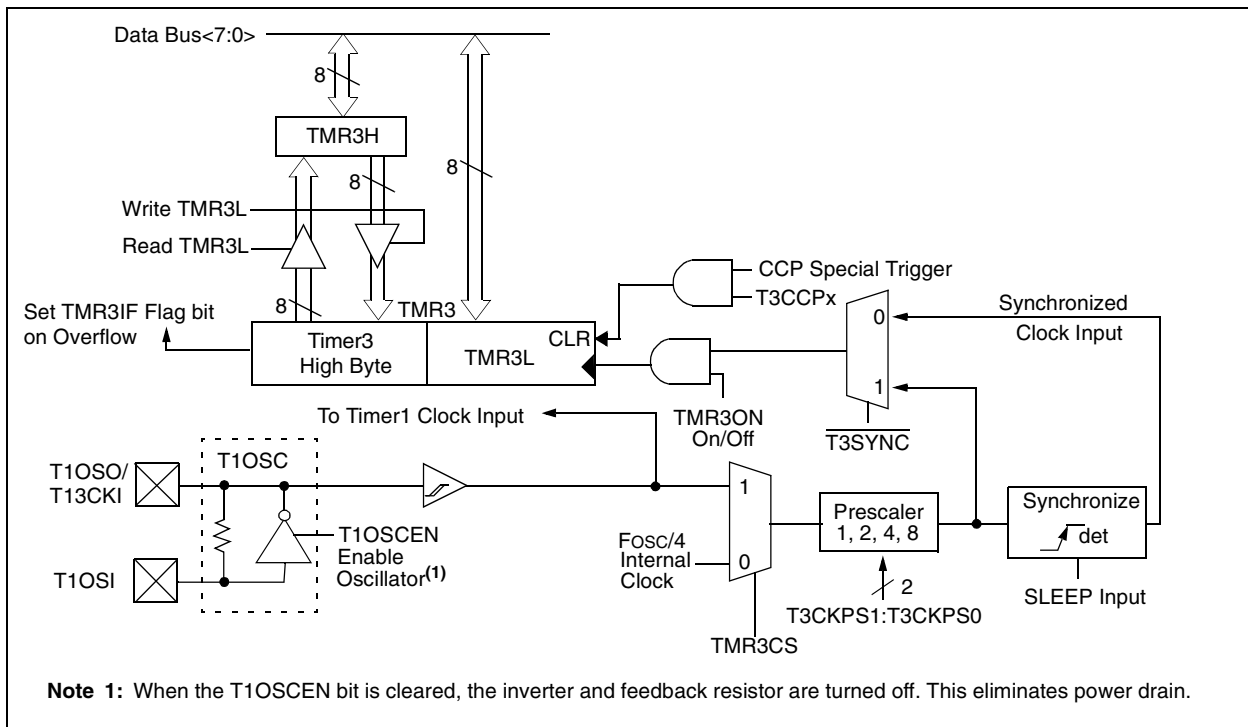 Data Bus<7:0>
8
TMR3H
8
8
Write TMR3L
Read TMR3L
8
TMR3
CCP Special Trigger
T3CCPx
Set TMR3IF Flag bit
on Overflow
Timer3
High Byte
TMR3L
CLR
0
1
Synchronized
Clock Input
TMR3ON
On/Off
T3SYNC
To Timer1 Clock Input
T1OSC
T1OSO/
T13CKI
T1OSI
T1OSCEN
Enable
Oscillator(1)
1
0
FOSC/4
Internal
Clock
Prescaler
1, 2, 4, 8
Synchronize
det
2
T3CKPS1:T3CKPS0
SLEEP Input
TMR3CS
Note 1: When the T1OSCEN bit is cleared, the inverter and feedback resistor are turned off. This eliminates power drain.